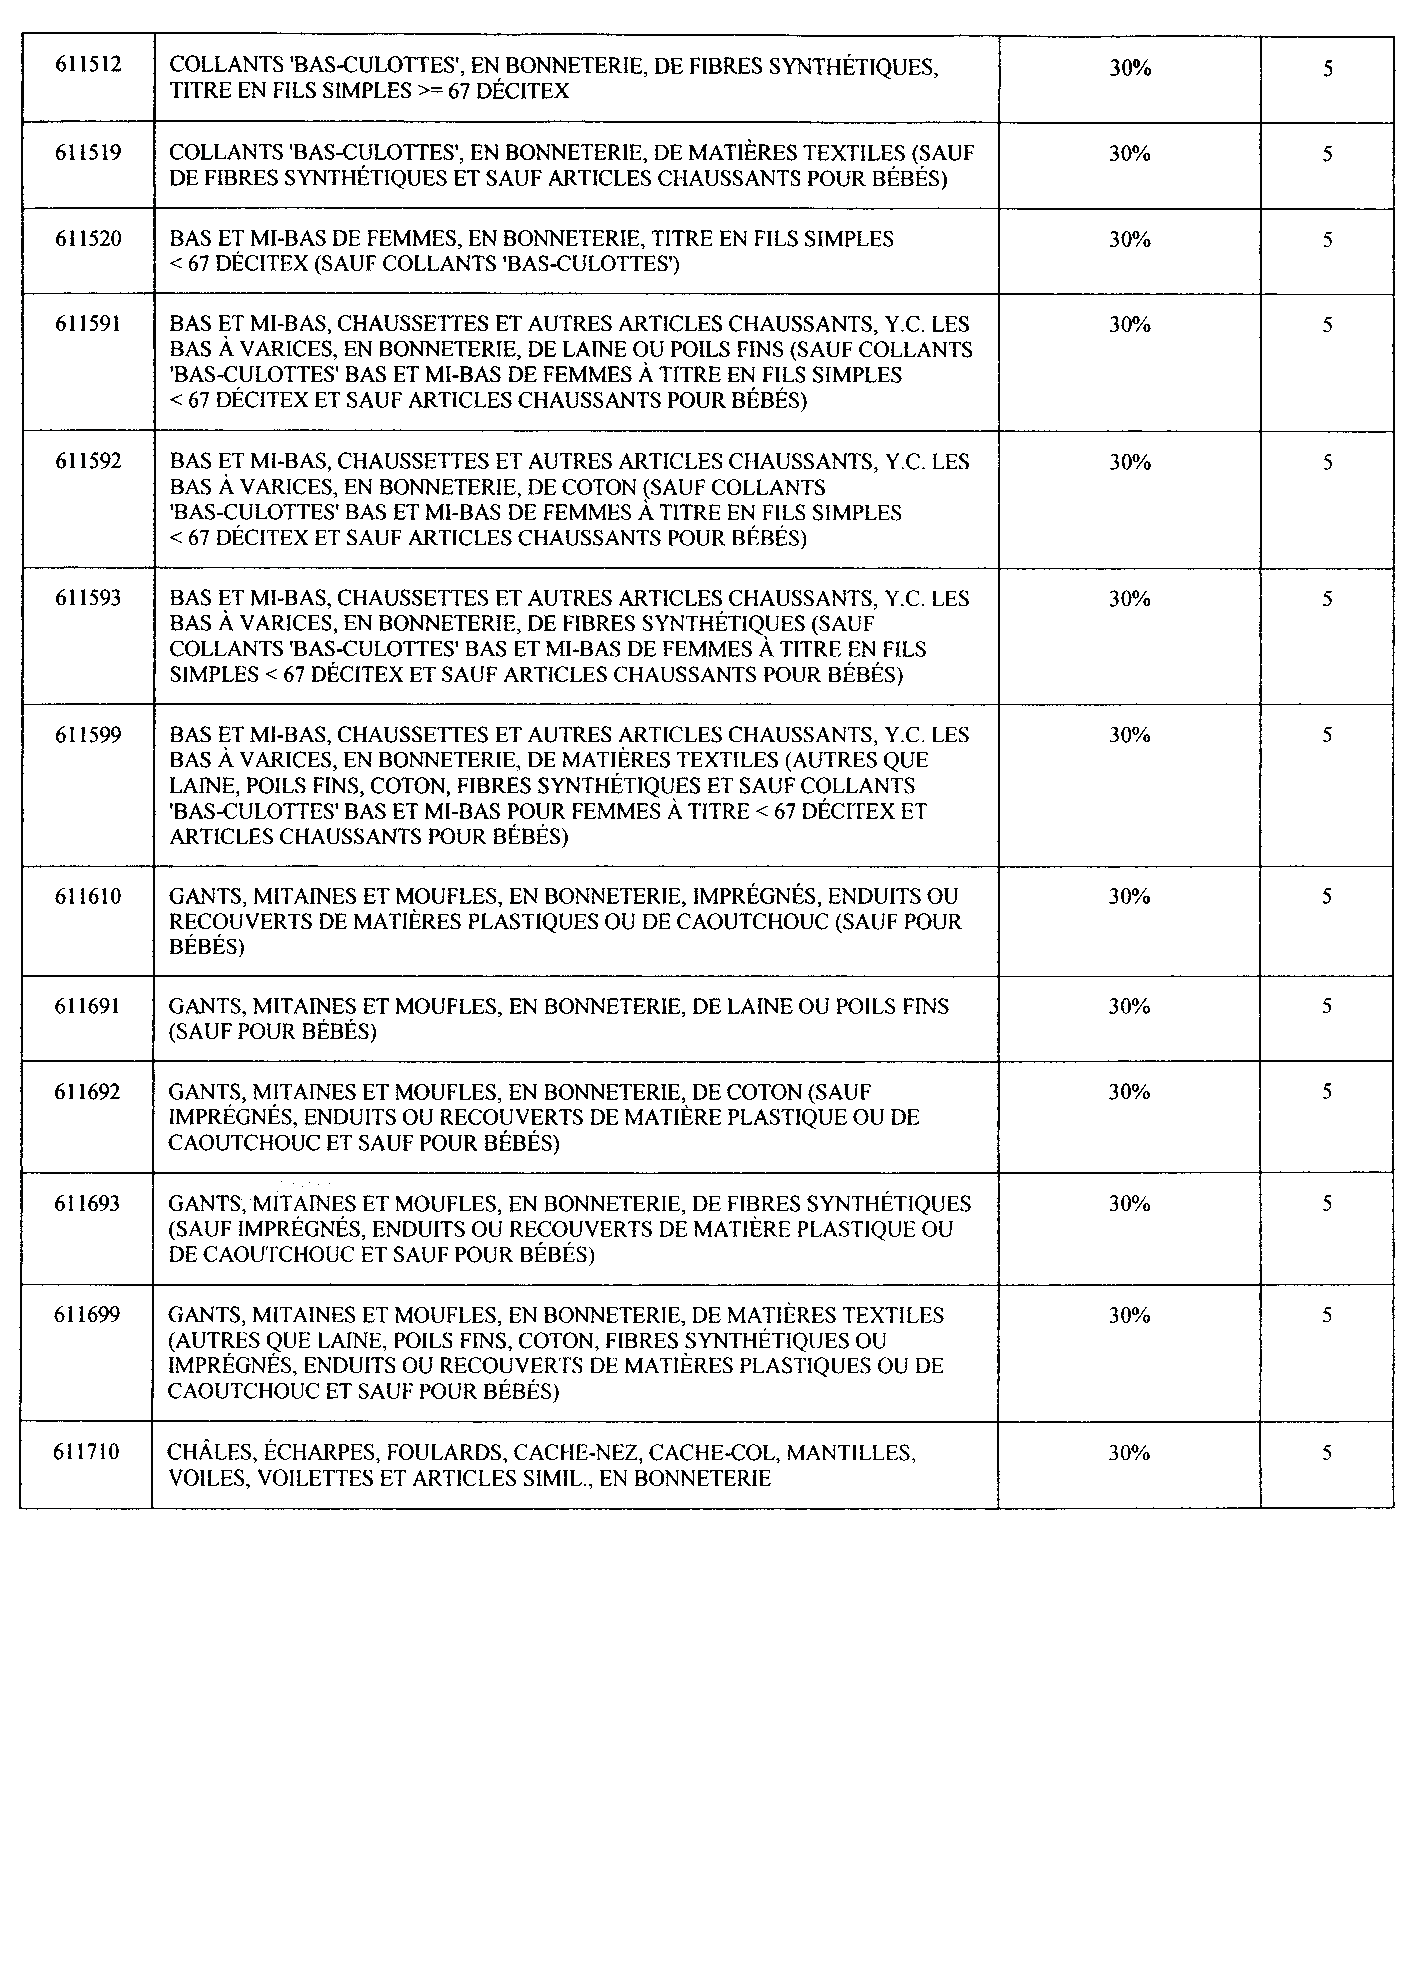 611512 COLLANTS 'BAS-CULOTTES', EN BONNETERIE, DE FIBRES SYNTHÉTIQUES, 30% 5
TITRE EN FILS SIMPLES >= 67 DÉCITEX
611519 COLLANTS 'BAS-CULOTTES', EN BONNETERIE, DE MATIÈRES TEXTILES (SAUF 30% 5
DE FIBRES SYNTHÉTIQUES ET SAUF ARTICLES CHAUSSANTS POUR BÉBÉS)
611520 BAS ET MI-BAS DE FEMMES, EN BONNETERIE, TITRE EN FILS SIMPLES 30% 5
< 67 DÉCITEX (SAUF COLLANTS 'BAS-CULOTTES')
611591 BAS ET MI-BAS, CHAUSSETTES ET AUTRES ARTICLES CHAUSSANTS, Y.C. LES 30% 5
BAS À VARICES, EN BONNETERIE, DE LAINE OU POILS FINS (SAUF COLLANTS
'BAS-CULOTTES' BAS ET MI-BAS DE FEMMES À TITRE EN FILS SIMPLES
< 67 DÉCITEX ET SAUF ARTICLES CHAUSSANTS POUR BÉBÉS)
611592 BAS ET MI-BAS, CHAUSSETTES ET AUTRES ARTICLES CHAUSSANTS, Y.C. LES 30% 5
BAS À VARICES, EN BONNETERIE, DE COTON (SAUF COLLANTS
'BAS-CULOTTES' BAS ET MI-BAS DE FEMMES À TITRE EN FILS SIMPLES
< 67 DÉCITEX ET SAUF ARTICLES CHAUSSANTS POUR BÉBÉS)
611593 BAS ET MI-BAS, CHAUSSETTES ET AUTRES ARTICLES CHAUSSANTS, Y.C. LES 30% 5
BAS À VARICES, EN BONNETERIE, DE FIBRES SYNTHÉTIQUES (SAUF
COLLANTS 'BAS-CULOTTES' BAS ET MI-BAS DE FEMMES À TITRE EN FILS
SIMPLES < 67 DÉCITEX ET SAUF ARTICLES CHAUSSANTS POUR BÉBÉS)
611599 BAS ET MI-BAS, CHAUSSETTES ET AUTRES ARTICLES CHAUSSANTS, Y.C. LES 30% 5
BAS À VARICES, EN BONNETERIE, DE MATIÈRES TEXTILES (AUTRES QUE
LAINE, POILS FINS, COTON, FIBRES SYNTHÉTIQUES ET SAUF COLLANTS
'BAS-CULOTTES' BAS ET MI-BAS POUR FEMMES À TITRE < 67 DÉCITEX ET
ARTICLES CHAUSSANTS POUR BÉBÉS)
611610 GANTS, MITAINES ET MOUFLES, EN BONNETERIE, IMPRÉGNÉS, ENDUITS OU 30% 5
RECOUVERTS DE MATIÈRES PLASTIQUES OU DE CAOUTCHOUC (SAUF POUR
BÉBÉS)
611691 GANTS, MITAINES ET MOUFLES, EN BONNETERIE, DE LAINE OU POILS FINS 30% 5
(SAUF POUR BÉBÉS)
611692 GANTS, MITAINES ET MOUFLES, EN BONNETERIE, DE COTON (SAUF 30% 5
IMPRÉGNÉS, ENDUITS OU RECOUVERTS DE MATIÈRE PLASTIQUE OU DE
CAOUTCHOUC ET SAUF POUR BÉBÉS)
611693 GANTS, MITAINES ET MOUFLES, EN BONNETERIE, DE FIBRES SYNTHÉTIQUES 30% 5
(SAUF IMPRÉGNÉS, ENDUITS OU RECOUVERTS DE MATIÈRE PLASTIQUE OU
DE CAOUTCHOUC ET SAUF POUR BÉBÉS)
611699 GANTS, MITAINES ET MOUFLES, EN BONNETERIE, DE MATIÈRES TEXTILES 30% 5
(AUTRES QUE LAINE, POILS FINS, COTON, FIBRES SYNTHÉTIQUES OU
IMPRÉGNÉS, ENDUITS OU RECOUVERTS DE MATIÈRES PLASTIQUES OU DE
CAOUTCHOUC ET SAUF POUR BÉBÉS)
611710 CHÂLES, ÉCHARPES, FOULARDS, CACHE-NEZ, CACHE-COL, MANTILLES, 30% 5
VOILES, VOILETTES ET ARTICLES SIMIL., EN BONNETERIE